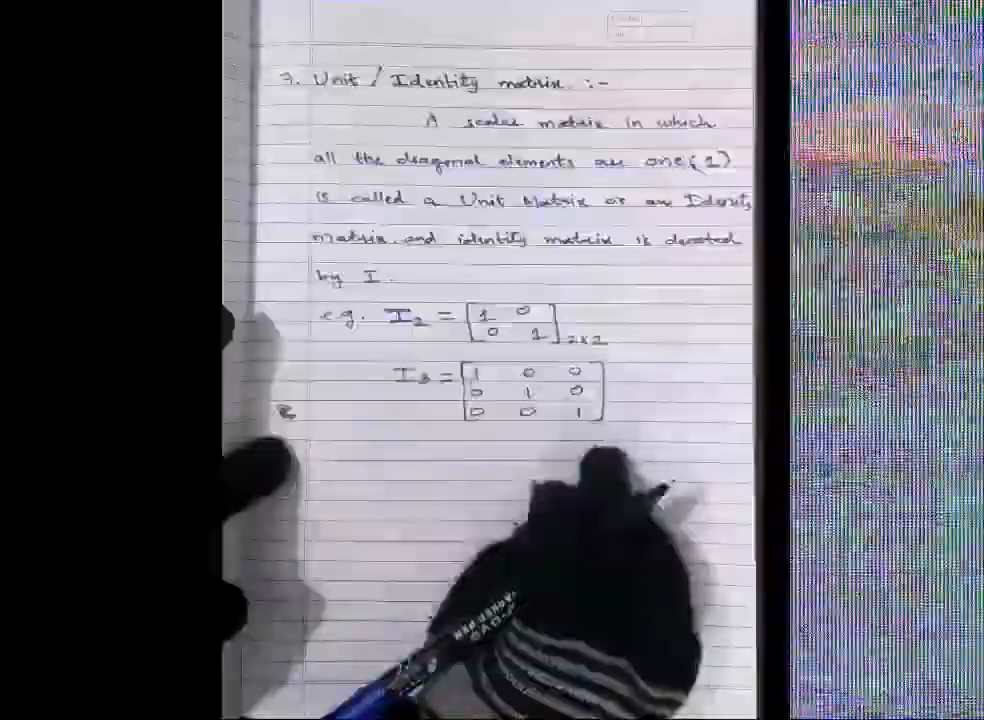 7. Unit / Identity matrix :-
A scalar matrix in which
all the diagonal elements are one(1)
is called a Unit Matrix or an Identity
matrix and identity matrix is denoted
by I.
e.g. I2 = [1 0
0 1] 2x2
I3 = [1 0 0
0 1 0
0 0 1]